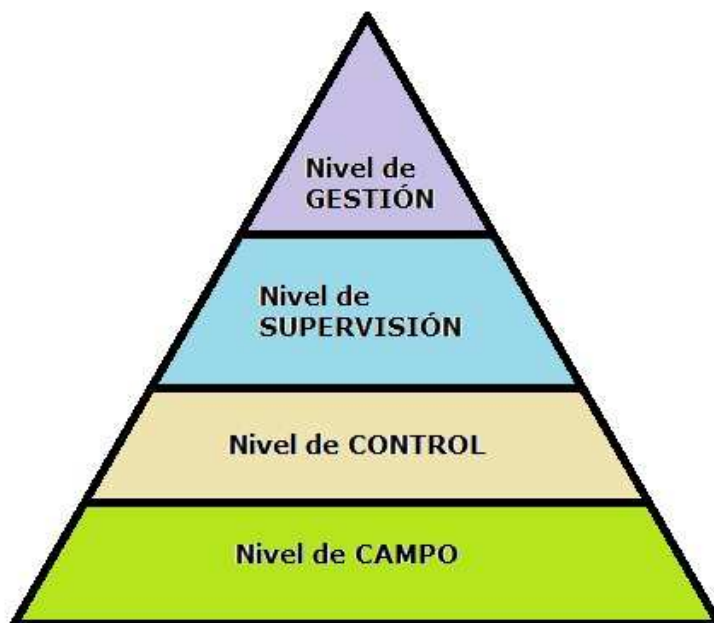 Nivel de
GESTIÓN
Nivel de
SUPERVISIÓN
Nivel de CONTROL
Nivel de CAMPO